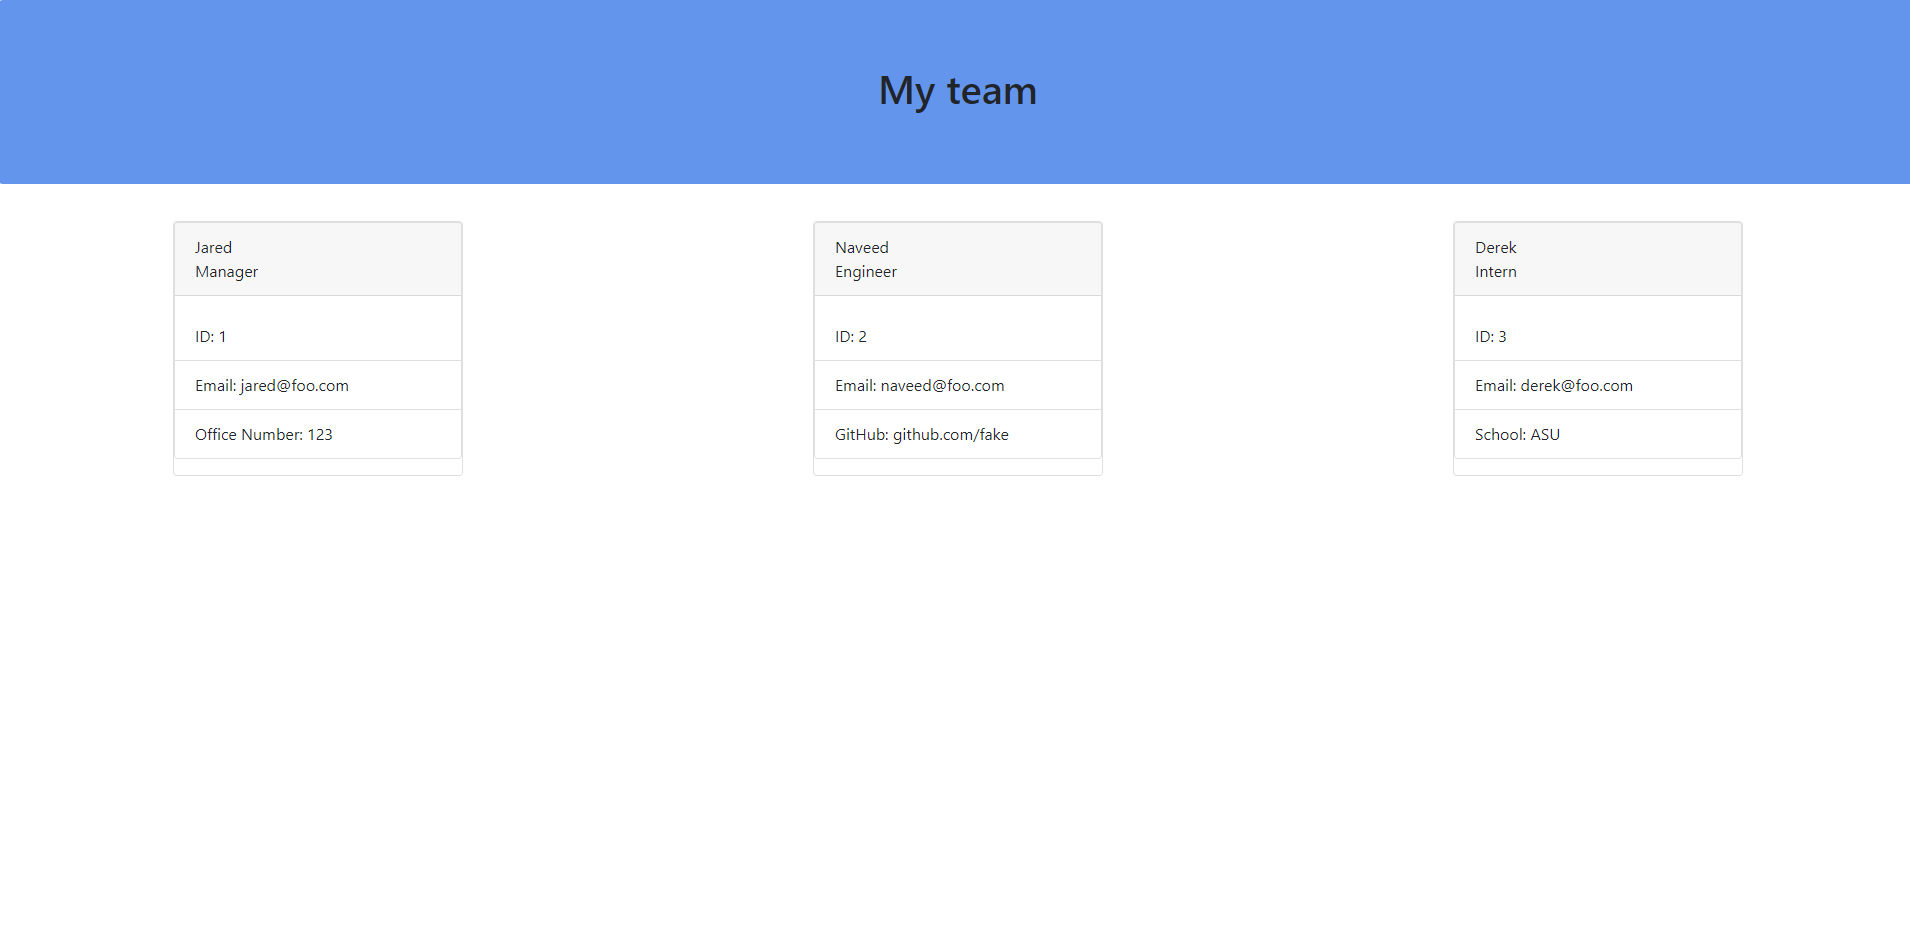 My team
Jared
Manager
ID: 1
Email: jared@foo.com
Office Number: 123
Naveed
Engineer
ID: 2
Email: naveed@foo.com
GitHub: github.com/fake
Derek
Intern
ID: 3
Email: derek@foo.com
School: ASU